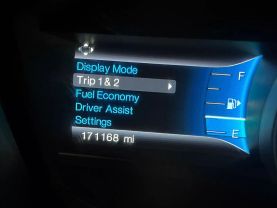 Display Mode
Trip 1 & 2
Fuel Economy
Driver Assist
Settings
171168 mi
F
E